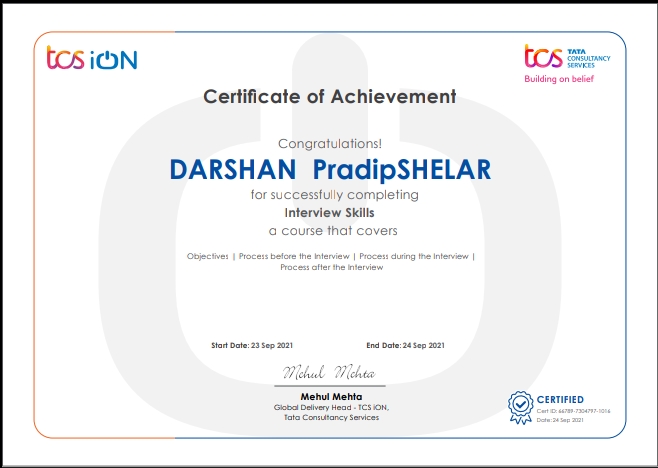 tcs iON
tcs TATA
CONSULTANCY
SERVICES
Building on belief
Certificate of Achievement
Congratulations!
DARSHAN PradipSHELAR
for successfully completing
Interview Skills
a course that covers
Objectives | Process before the Interview | Process during the Interview |
Process after the Interview
Start Date: 23 Sep 2021 End Date: 24 Sep 2021
Mehul Mehta
Mehul Mehta
Global Delivery Head - TCS iON,
Tata Consultancy Services
CERTIFIED
Cert ID: 66789-7304797-1016
Date: 24 Sep 2021